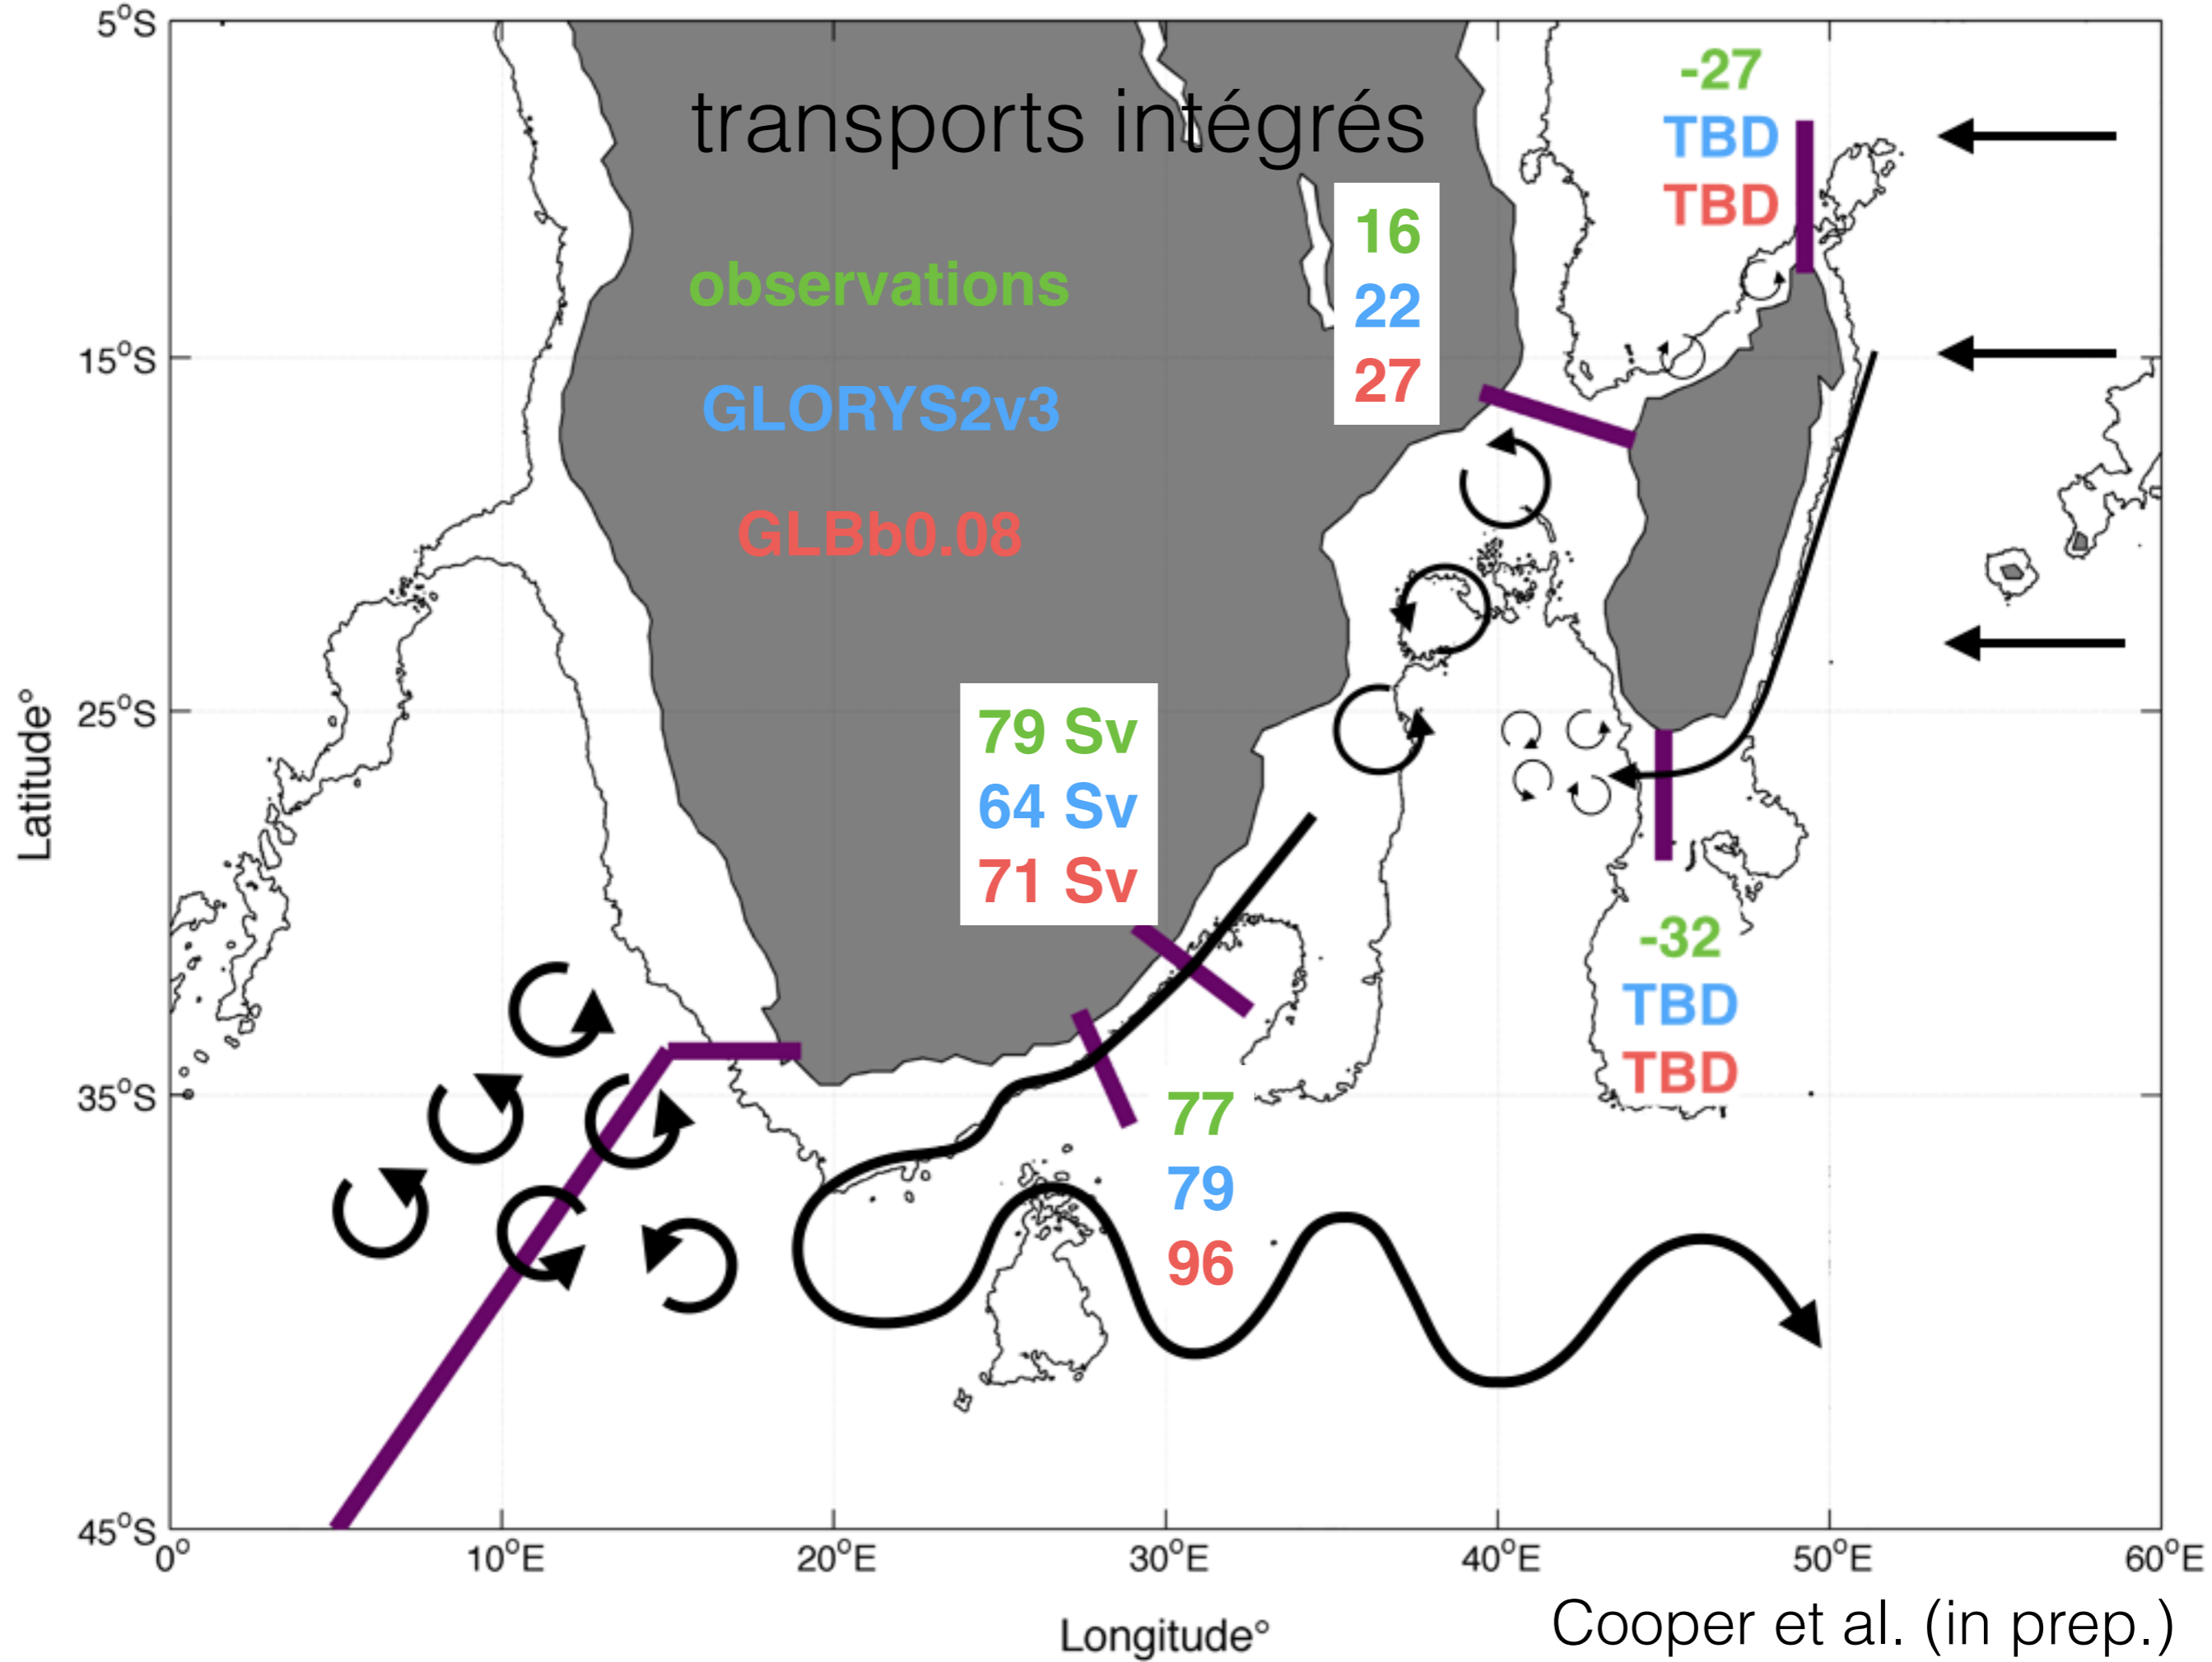 5°S
15°S
25°S
35°S
45°S
Latitude°
transports intégrés
observations
GLORYS2v3
GLBb0.08
-27
TBD
TBD
16
22
27
79 Sv
64 Sv
71 Sv
-32
TBD
TBD
77
79
96
0° 10°E 20°E 30°E 40°E 50°E 60°E
Longitude°
Cooper et al. (in prep.)